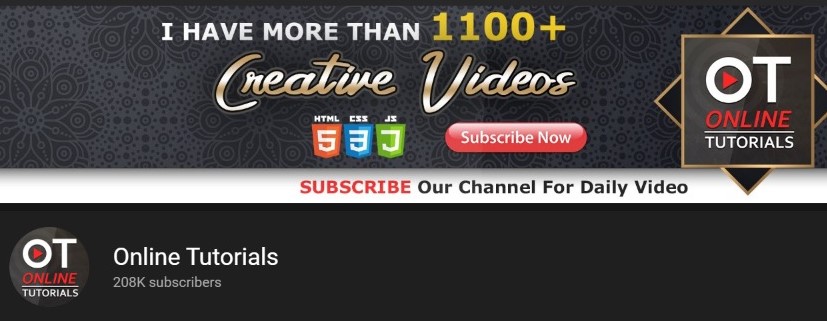 I HAVE MORE THAN 1100+
Creative Videos
HTML CSS JS
5 3 J
Subscribe Now
OT
ONLINE
TUTORIALS
SUBSCRIBE Our Channel For Daily Video
OT
ONLINE
TUTORIALS
Online Tutorials
208K subscribers